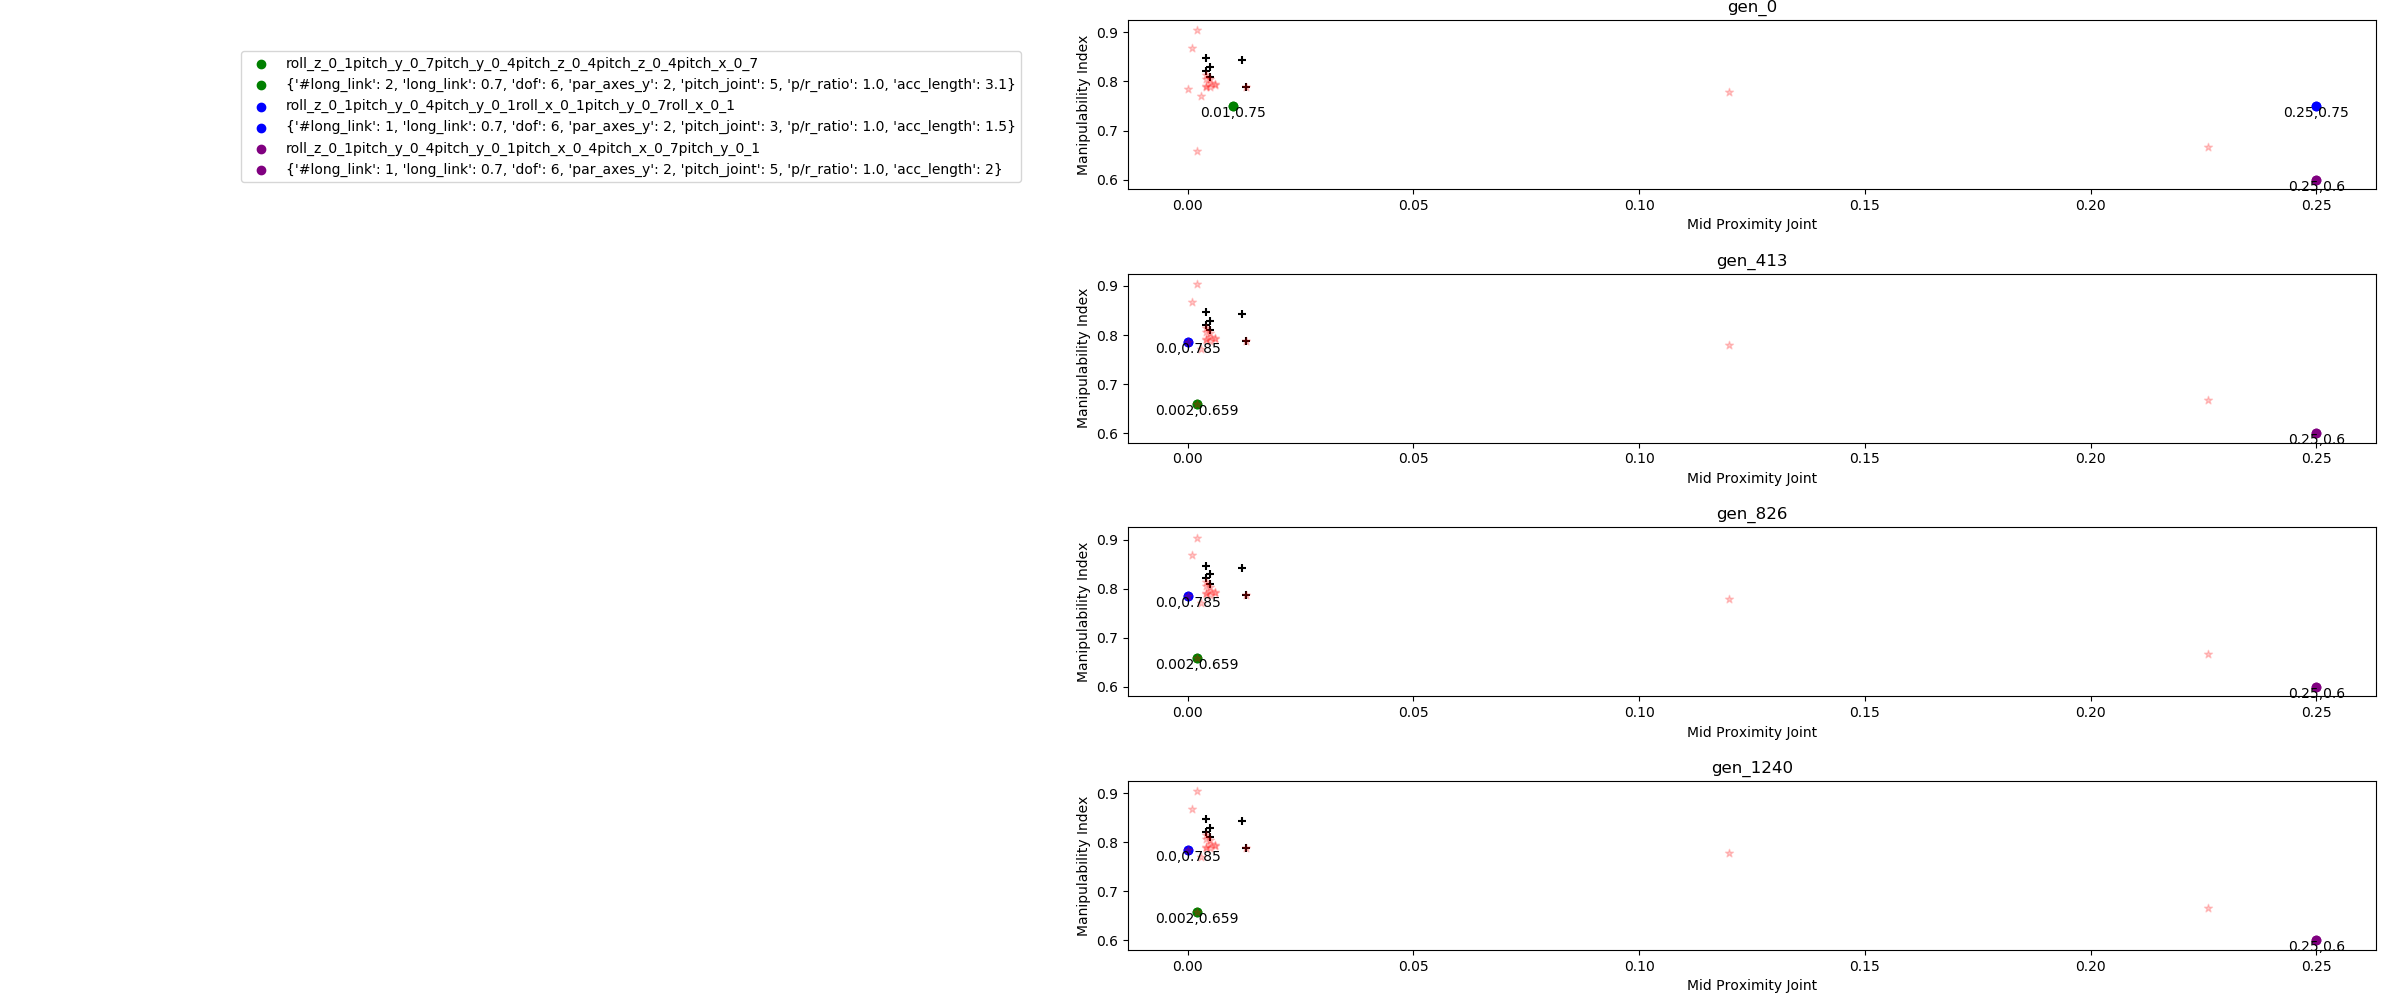 roll_z_0_1pitch_y_0_7pitch_y_0_4pitch_z_0_4pitch_z_0_4pitch_x_0_7
{'#long_link': 2, 'long_link': 0.7, 'dof': 6, 'par_axes_y': 2, 'pitch_joint': 5, 'p/r_ratio': 1.0, 'acc_length': 3.1}
roll_z_0_1pitch_y_0_4pitch_y_0_1roll_x_0_1pitch_y_0_7roll_x_0_1
{'#long_link': 1, 'long_link': 0.7, 'dof': 6, 'par_axes_y': 2, 'pitch_joint': 3, 'p/r_ratio': 1.0, 'acc_length': 1.5}
roll_z_0_1pitch_y_0_4pitch_y_0_1pitch_x_0_4pitch_x_0_7pitch_y_0_1
{'#long_link': 1, 'long_link': 0.7, 'dof': 6, 'par_axes_y': 2, 'pitch_joint': 5, 'p/r_ratio': 1.0, 'acc_length': 2}
gen_0
Manipulability Index
0.9
0.8
0.7
0.6
0.01,0.75
0.25,0.75
0.25,0.6
0.00 0.05 0.10 0.15 0.20 0.25
Mid Proximity Joint
gen_413
Manipulability Index
0.9
0.8
0.7
0.6
0.0,0.785
0.002,0.659
0.25,0.6
0.00 0.05 0.10 0.15 0.20 0.25
Mid Proximity Joint
gen_826
Manipulability Index
0.9
0.8
0.7
0.6
0.0,0.785
0.002,0.659
0.25,0.6
0.00 0.05 0.10 0.15 0.20 0.25
Mid Proximity Joint
gen_1240
Manipulability Index
0.9
0.8
0.7
0.6
0.0,0.785
0.002,0.659
0.25,0.6
0.00 0.05 0.10 0.15 0.20 0.25
Mid Proximity Joint